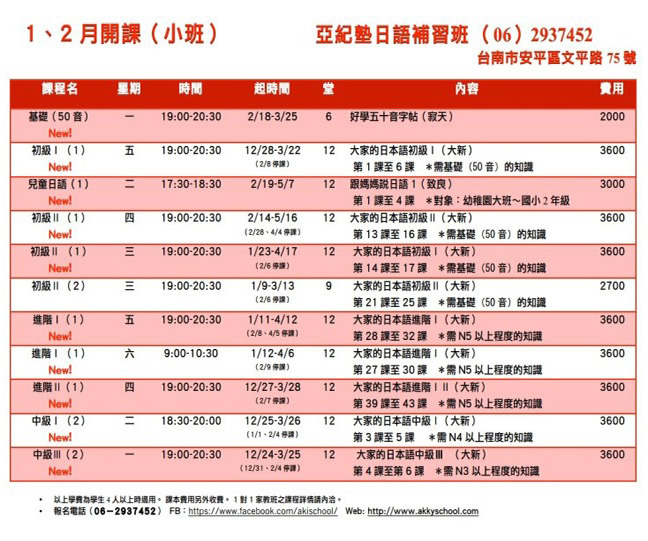 1、2 月開課（小班）　亞紀塾日語補習班（06）2937452
台南市安平區文平路 75 號
課程名　星期　時間　起時間　堂　內容　費用
基礎（50 音）　一　19:00-20:30　2/18-3/25　6　好學五十音字帖（寂天）　2000
New!
初級 I （1）　五　19:00-20:30　12/28-3/22　12　大家的日本語初級 I（大新）　3600
New!　（2/8 停課）　第 1 課至 6 課　＊需基礎（50 音）的知識
兒童日語（1）　二　17:30-18:30　2/19-5/7　12　跟媽媽說日語 1（致良）　3000
New!　第 1 課至 4 課　＊對象：幼稚園大班～國小 2 年級
初級 II （1）　四　19:00-20:30　2/14-5/16　12　大家的日本語初級 II（大新）　3600
New!　（2/28、4/4 停課）　第 13 課至 16 課　＊需基礎（50 音）的知識
初級 II （1）　三　19:00-20:30　1/23-4/17　12　大家的日本語初級 I（大新）　3600
New!　（2/6 停課）　第 14 課至 17 課　＊需基礎（50 音）的知識
初級 II （2）　三　19:00-20:30　1/9-3/13　9　大家的日本語初級 II（大新）　2700
（2/6 停課）　第 21 課至 25 課　＊需基礎（50 音）的知識
進階 I（1）　五　19:00-20:30　1/11-4/12　12　大家的日本語進階 I（大新）　3600
New!　（2/8、4/5 停課）　第 28 課至 32 課　＊需 N5 以上程度的知識
進階 I （1）　六　9:00-10:30　1/12-4/6　12　大家的日本語進階 I（大新）　3600
New!　（2/9 停課）　第 27 課至 30 課　＊需 N5 以上程度的知識
進階 II（1）　四　19:00-20:30　12/27-3/28　12　大家的日本語進階 I I（大新）　3600
New!　（2/7 停課）　第 39 課至 43 課　＊需 N5 以上程度的知識
中級 I （2）　二　18:30-20:00　12/25-3/26　12　大家的日本語中級 I（大新）　3600
New!　（1/1、2/4 停課）　第 3 課至 5 課　＊需 N4 以上程度的知識
中級Ⅲ（2）　一　19:00-20:30　12/24-3/25　12　大家的日本語中級Ⅲ （大新）　3600
New!　（12/31、2/4 停課）　第 4 課至第 6 課　＊需 N3 以上程度的知識
• 以上學費為學生 4 人以上時適用。 課本費用另外收費。 1 對 1 家教班之課程詳情請內洽。
• 報名電話（06－2937452） FB：https://www.facebook.com/akischool/ Web: http://www.akkyschool.com